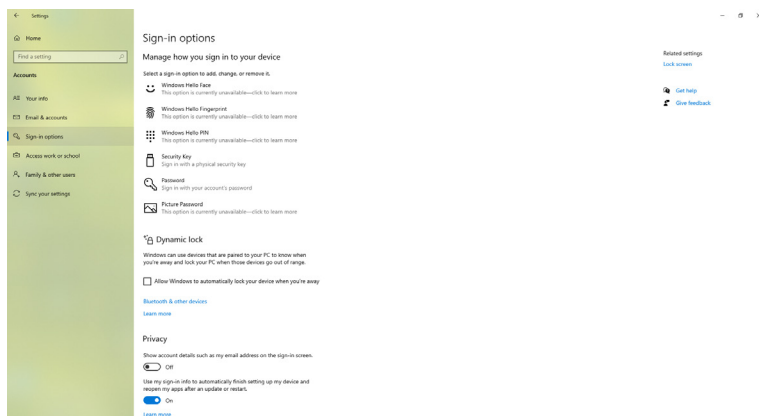 Settings
Home
Find a setting
Accounts
Your info
Email & accounts
Sign-in options
Access work or school
Family & other users
Sync your settings
Sign-in options
Manage how you sign in to your device
Select a sign-in option to add, change, or remove it.
Windows Hello Face
This option is currently unavailable—click to learn more
Windows Hello Fingerprint
This option is currently unavailable—click to learn more
Windows Hello PIN
This option is currently unavailable—click to learn more
Security Key
Sign in with a physical security key
Password
Sign in with your account's password
Picture Password
This option is currently unavailable—click to learn more
Dynamic lock
Windows can use devices that are paired to your PC to know when
you're away and lock your PC when those devices go out of range.
Allow Windows to automatically lock your device when you're away
Bluetooth & other devices
Learn more
Privacy
Show account details such as my email address on the sign-in screen.
Off
Use my sign-in info to automatically finish setting up my device and
reopen my apps after an update or restart.
On
Learn more
Related settings
Lock screen
Get help
Give feedback